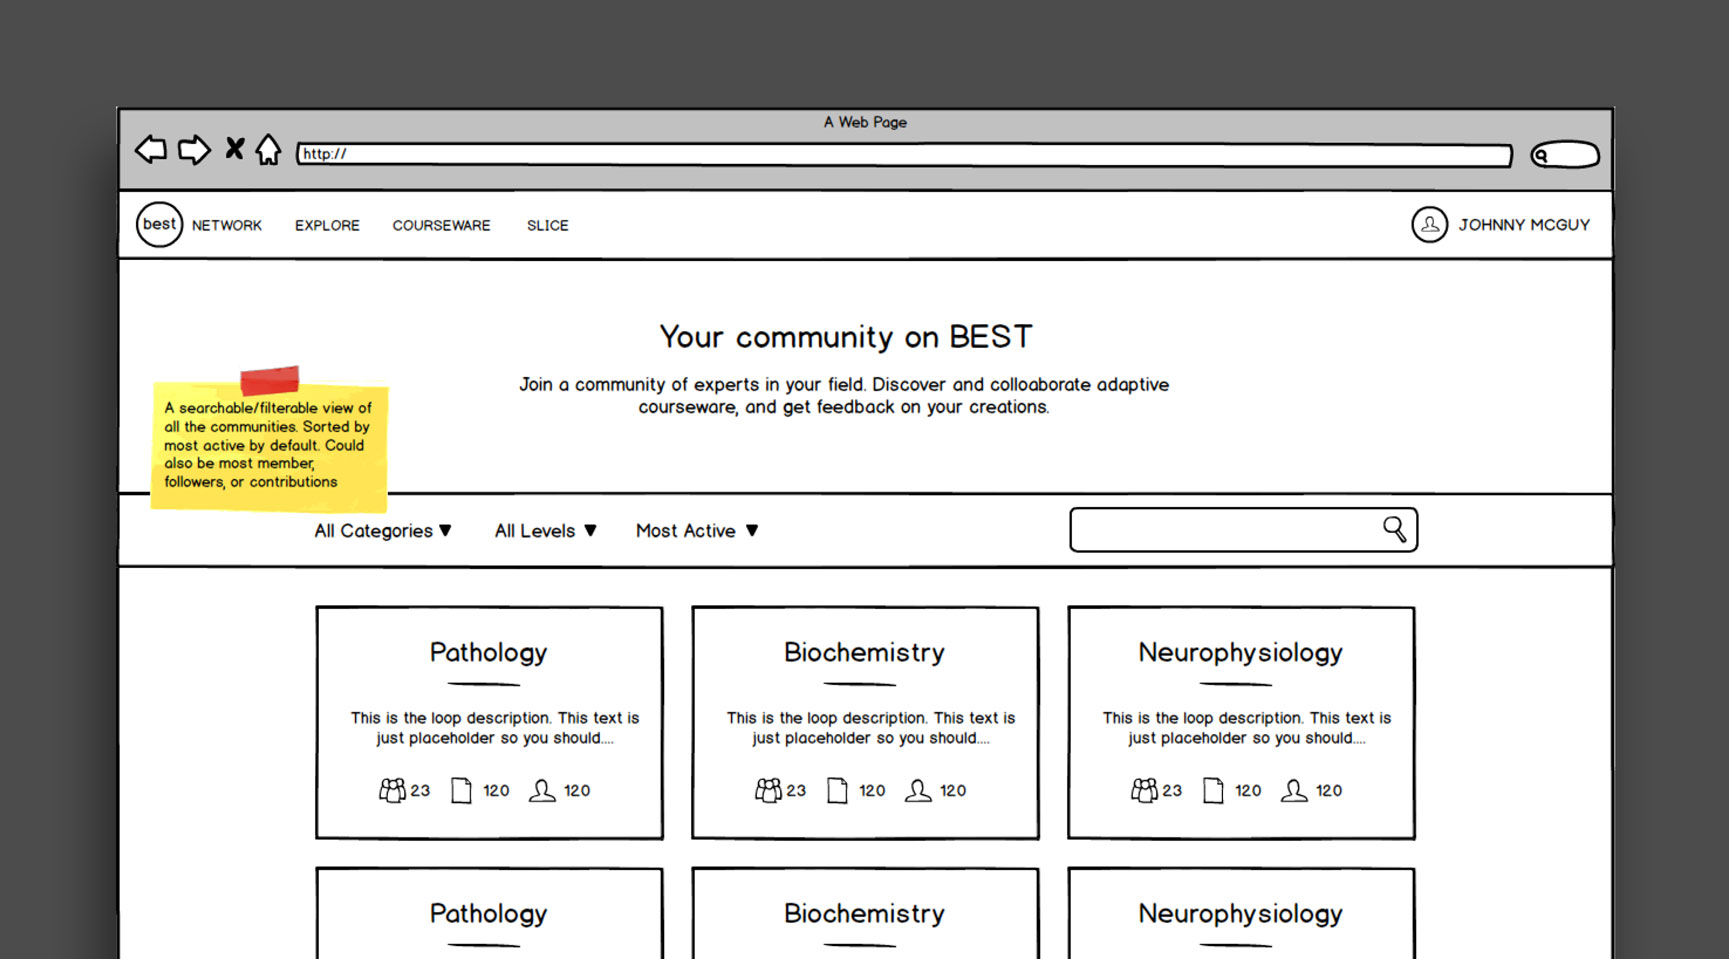 A Web Page
http://
best NETWORK EXPLORE COURSEWARE SLICE JOHNNY MCGUY
Your community on BEST
Join a community of experts in your field. Discover and colloaborate adaptive
courseware, and get feedback on your creations.
A searchable/filterable view of
all the communities. Sorted by
most active by default. Could
also be most member,
followers, or contributions
All Categories ▼ All Levels ▼ Most Active ▼
Pathology
This is the loop description. This text is
just placeholder so you should....
23 120 120
Biochemistry
This is the loop description. This text is
just placeholder so you should....
23 120 120
Neurophysiology
This is the loop description. This text is
just placeholder so you should....
23 120 120
Pathology
Biochemistry
Neurophysiology